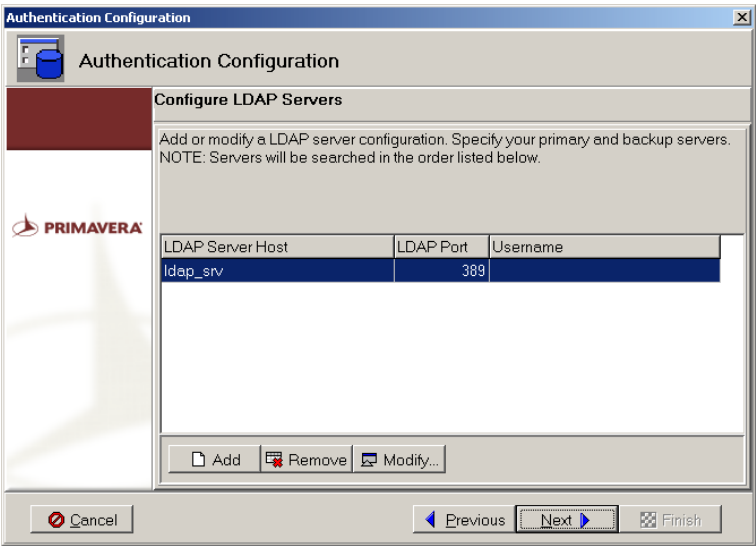 Authentication Configuration
Authentication Configuration
Configure LDAP Servers
Add or modify a LDAP server configuration. Specify your primary and backup servers.
NOTE: Servers will be searched in the order listed below.
PRIMAVERA
LDAP Server Host LDAP Port Username
ldap_srv 389
Add Remove Modify...
Cancel Previous Next Finish